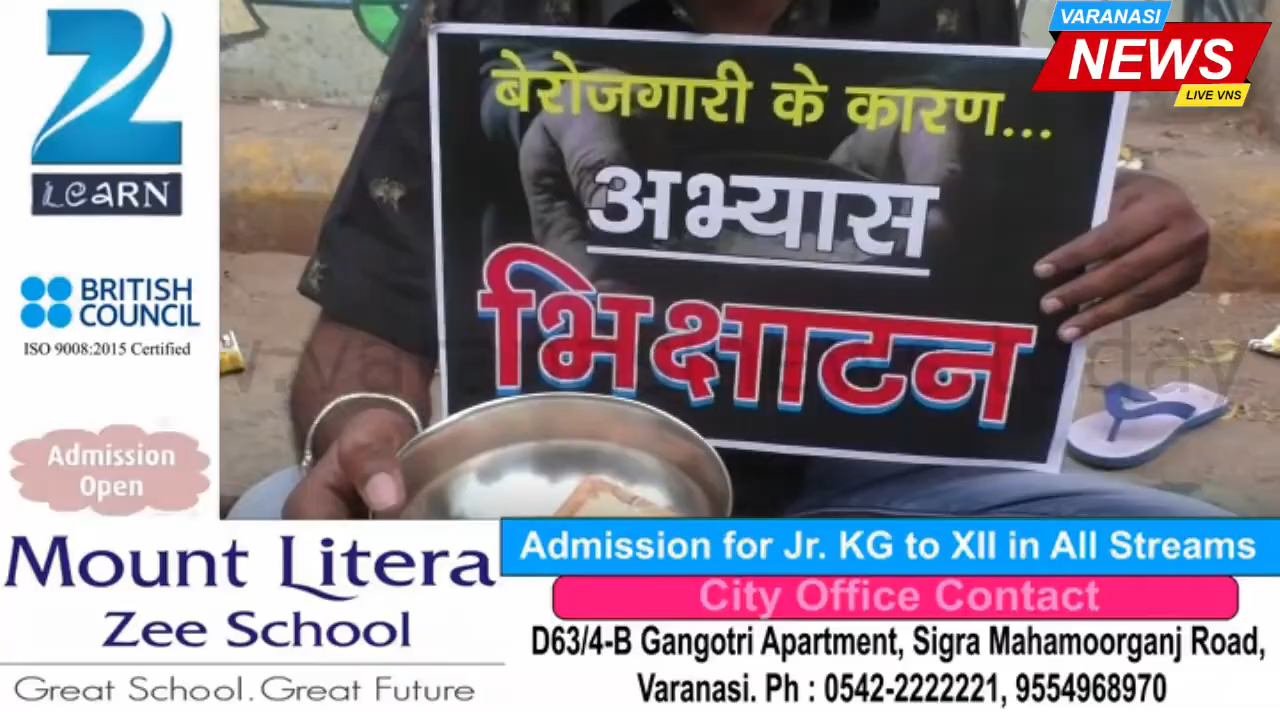 VARANASI
NEWS
LIVE VNS
LEARN
BRITISH
COUNCIL
ISO 9008:2015 Certified
Admission
Open
बेरोजगारी के कारण...
अभ्यास
भिक्षाटन
Mount Litera
Zee School
Great School. Great Future
Admission for Jr. KG to XII in All Streams
City Office Contact
D63/4-B Gangotri Apartment, Sigra Mahamoorganj Road,
Varanasi. Ph : 0542-2222221, 9554968970